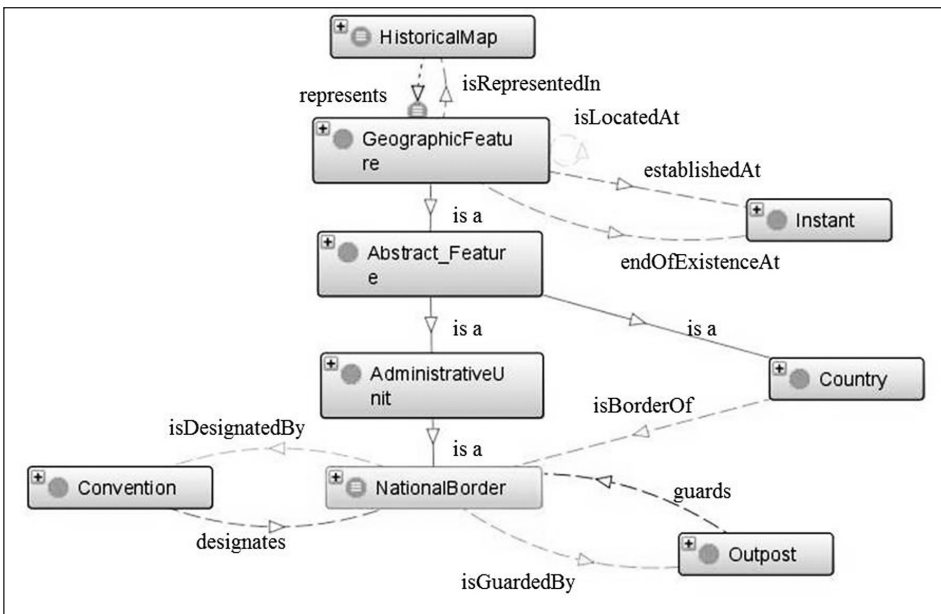 HistoricalMap
represents
isRepresentedIn
GeographicFeatu
re
isLocatedAt
establishedAt
Instant
is a
endOfExistenceAt
Abstract_Featur
e
is a
is a
AdministrativeU
nit
Country
isBorderOf
isDesignatedBy
is a
Convention
NationalBorder
guards
designates
Outpost
isGuardedBy